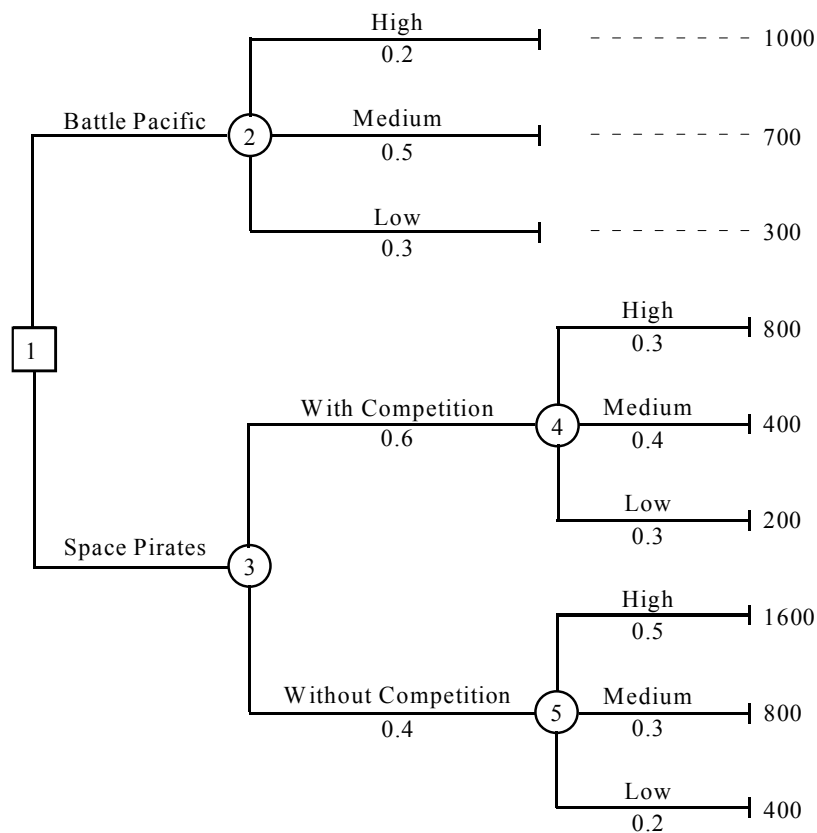 High
0.2
1000
Battle Pacific
2
Medium
0.5
700
Low
0.3
300
1
High
0.3
800
With Competition
0.6
4
Medium
0.4
400
Low
0.3
200
Space Pirates
3
High
0.5
1600
Without Competition
0.4
5
Medium
0.3
800
Low
0.2
400